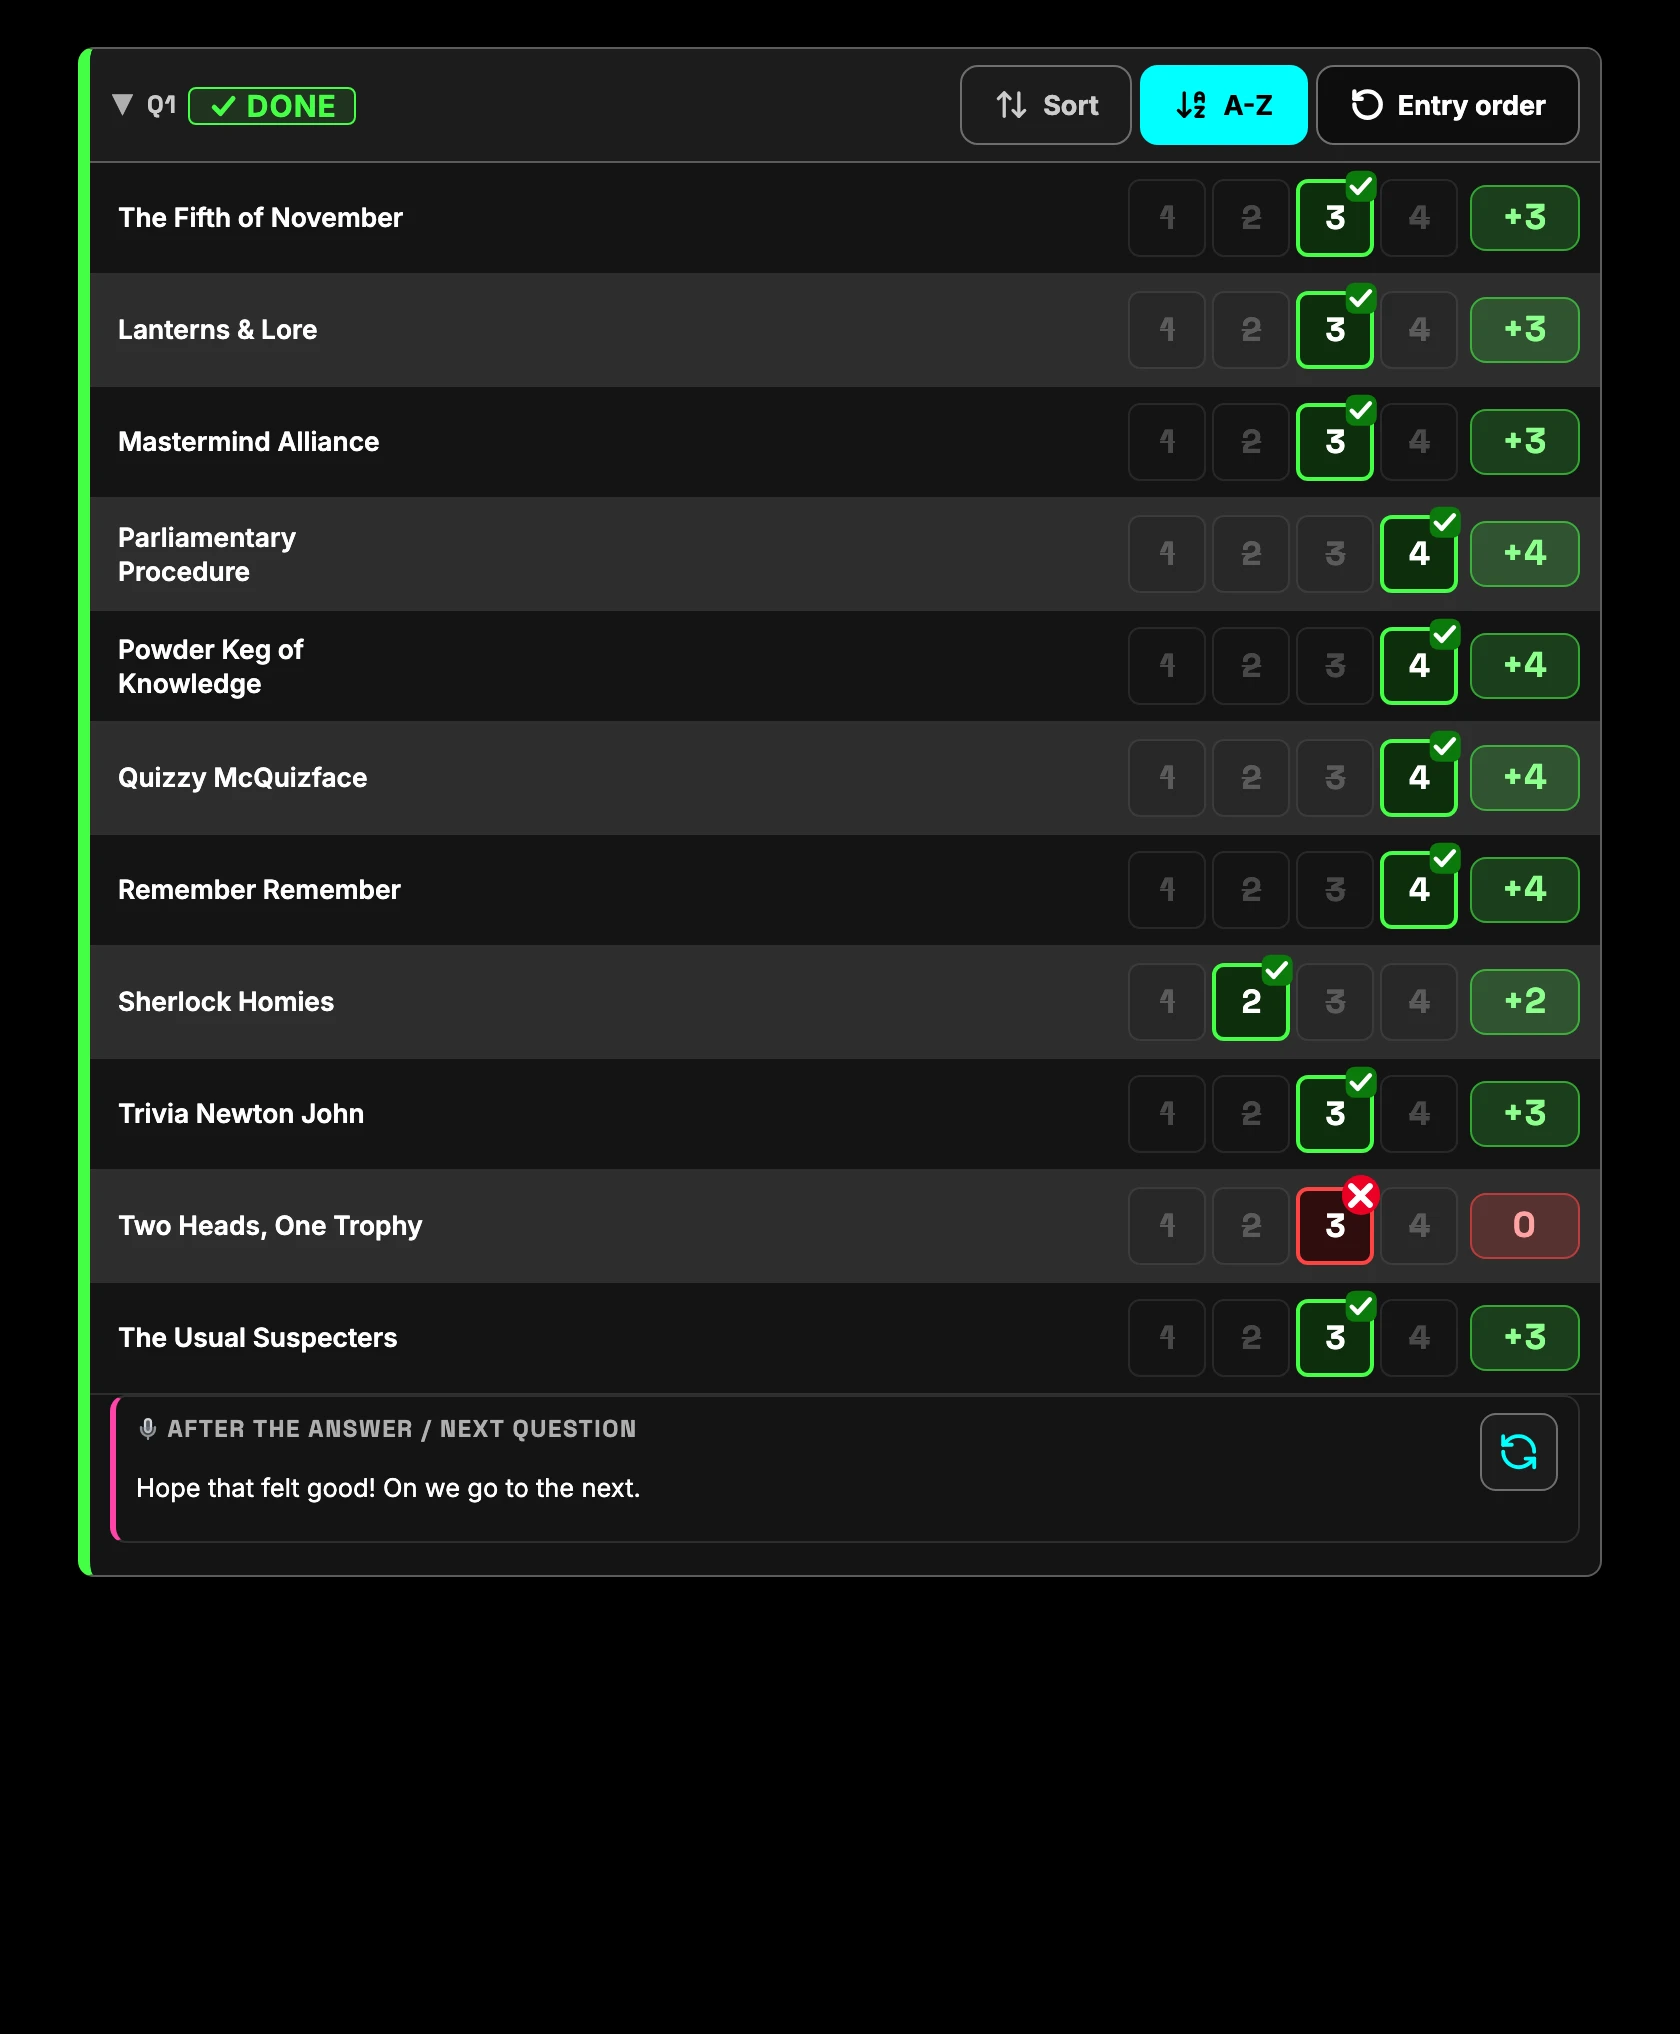 Q1 DONE Sort A-Z Entry order
The Fifth of November 1 2 3 4 +3
Lanterns & Lore 1 2 3 4 +3
Mastermind Alliance 1 2 3 4 +3
Parliamentary
Procedure 1 2 3 4 +4
Powder Keg of
Knowledge 1 2 3 4 +4
Quizzy McQuizface 1 2 3 4 +4
Remember Remember 1 2 3 4 +4
Sherlock Homies 1 2 3 4 +2
Trivia Newton John 1 2 3 4 +3
Two Heads, One Trophy 1 2 3 4 0
The Usual Suspecters 1 2 3 4 +3
AFTER THE ANSWER / NEXT QUESTION
Hope that felt good! On we go to the next.